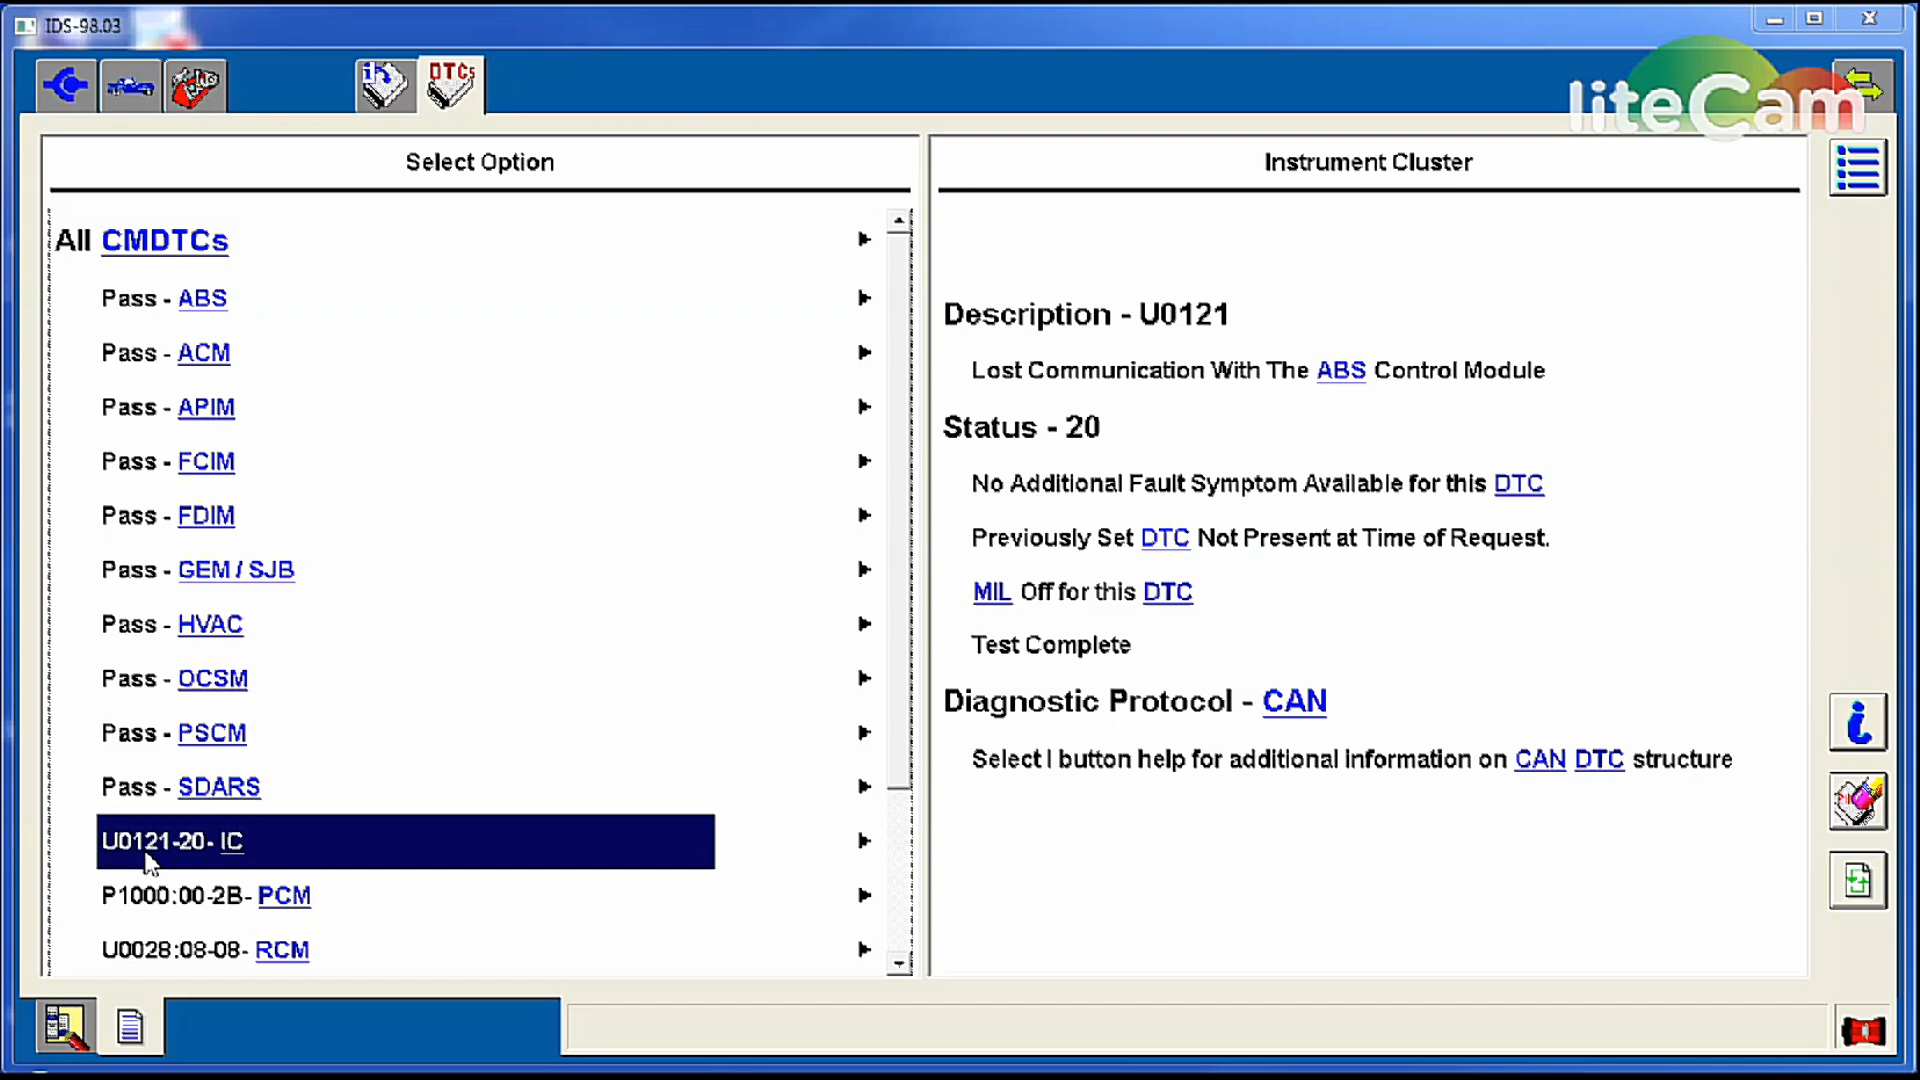 IDS-98.03
DTCs
liteCam
Select Option
All CMDTCs
Pass - ABS
Pass - ACM
Pass - APIM
Pass - FCIM
Pass - FDIM
Pass - GEM / SJB
Pass - HVAC
Pass - OCSM
Pass - PSCM
Pass - SDARS
U0121-20- IC
P1000:00-2B- PCM
U0028:08-08- RCM
Instrument Cluster
Description - U0121
Lost Communication With The ABS Control Module
Status - 20
No Additional Fault Symptom Available for this DTC
Previously Set DTC Not Present at Time of Request.
MIL Off for this DTC
Test Complete
Diagnostic Protocol - CAN
Select I button help for additional information on CAN DTC structure